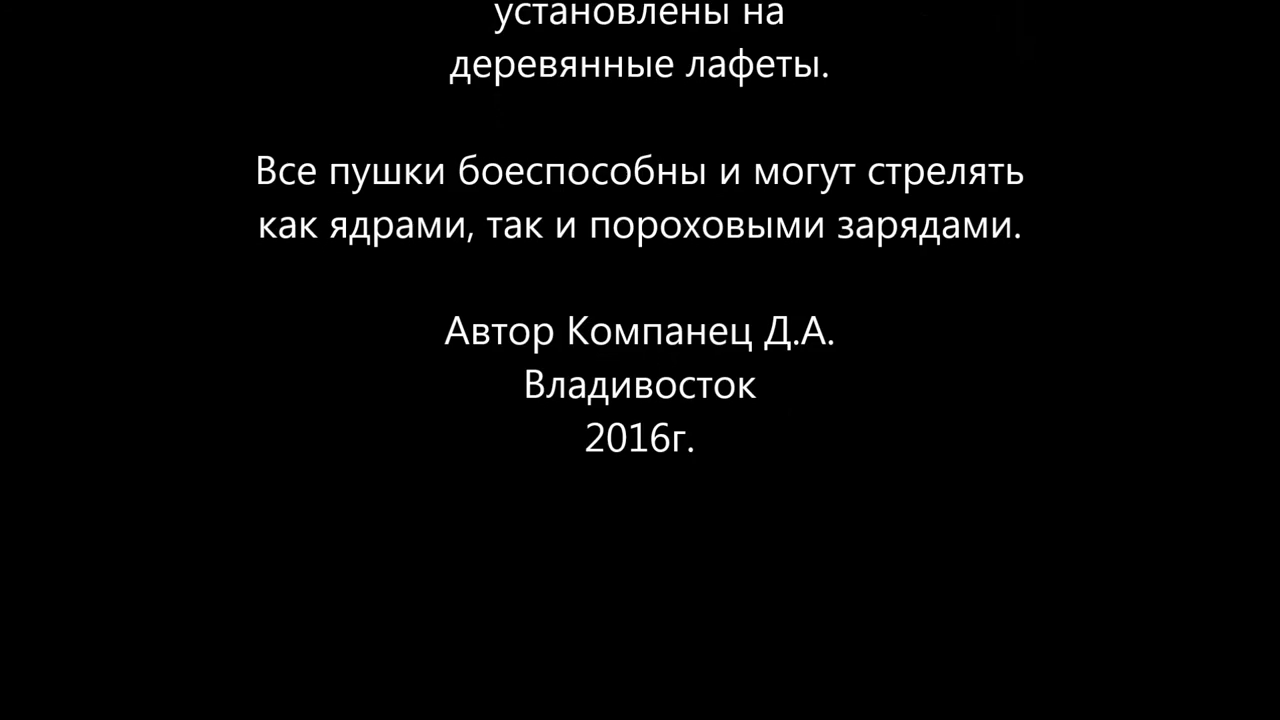 установлены на
деревянные лафеты.
Все пушки боеспособны и могут стрелять
как ядрами, так и пороховыми зарядами.
Автор Компанец Д.А.
Владивосток
2016г.